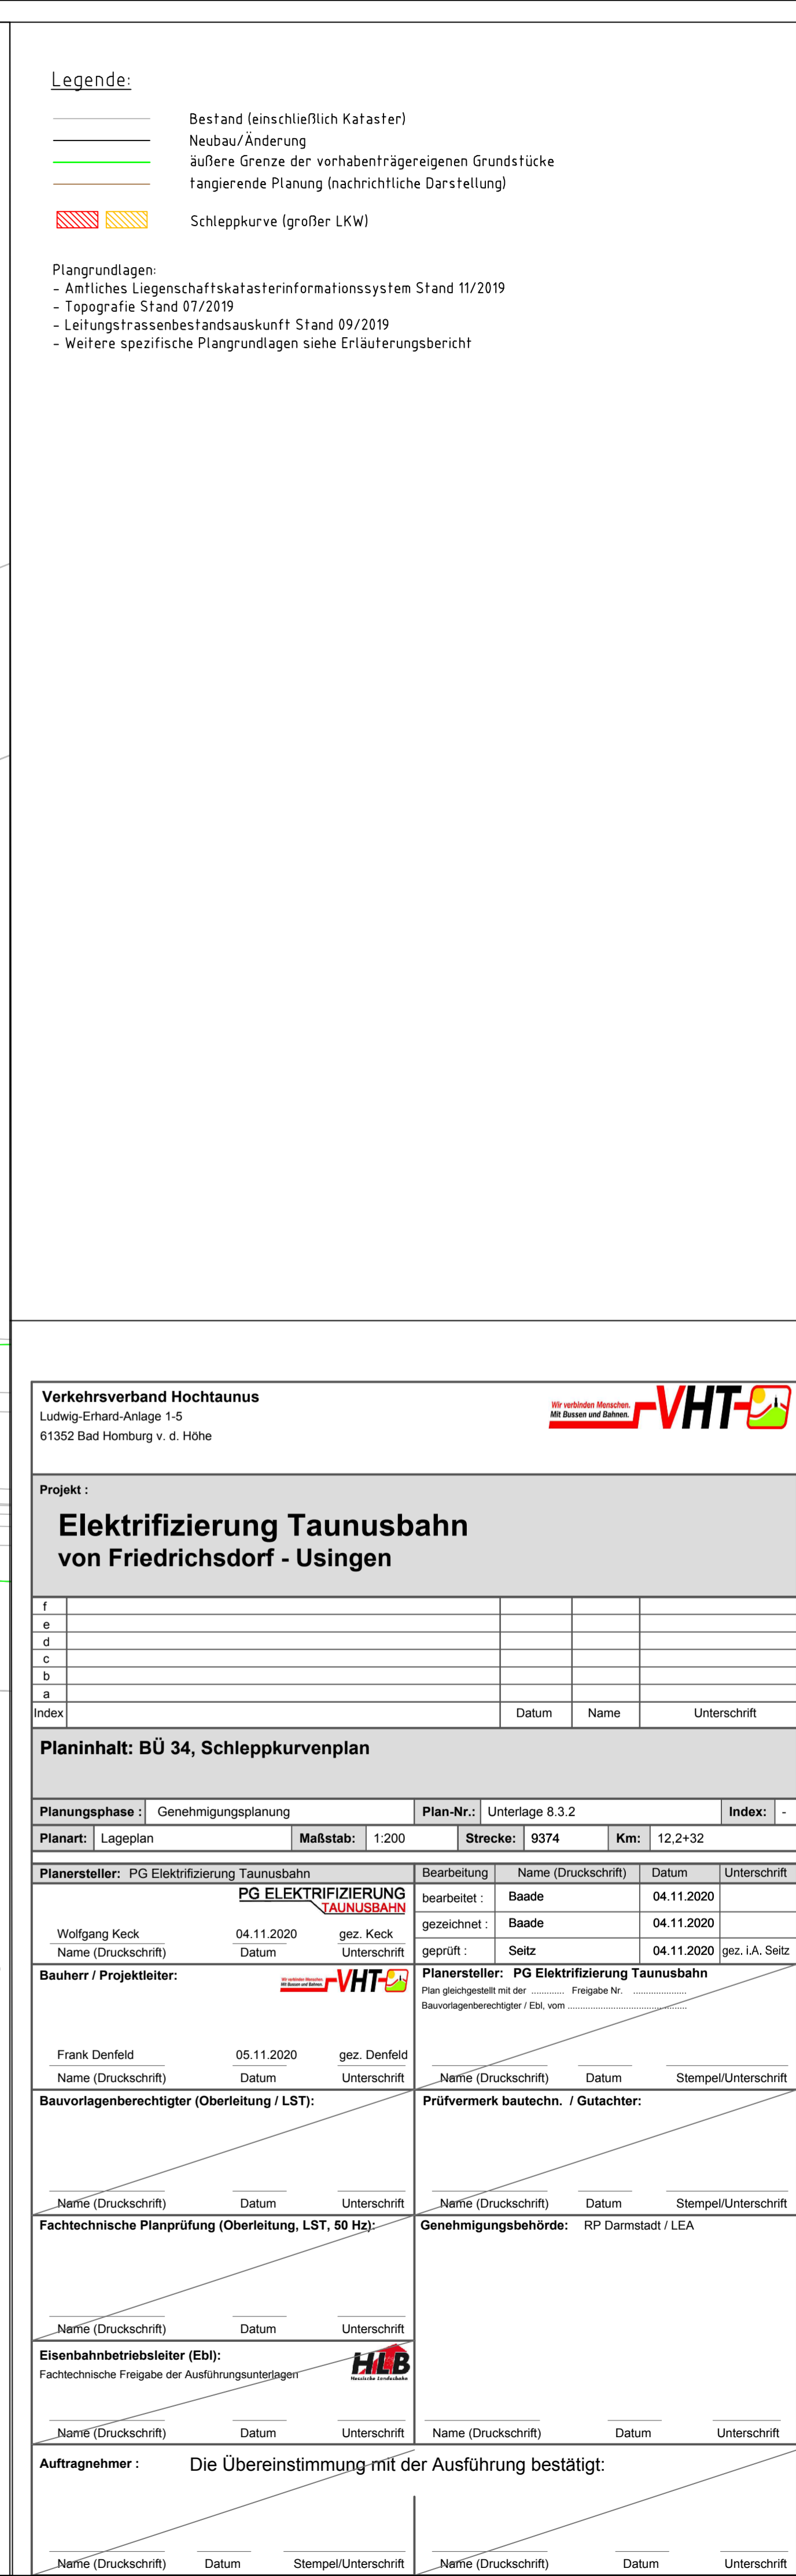 Legende:
Bestand (einschließlich Kataster)
Neubau/Änderung
äußere Grenze der vorhabenträgereigenen Grundstücke
tangierende Planung (nachrichtliche Darstellung)
Schleppkurve (großer LKW)
Plangrundlagen:
- Amtliches Liegenschaftskatasterinformationssystem Stand 11/2019
- Topografie Stand 07/2019
- Leitungstrassenbestandsauskunft Stand 09/2019
- Weitere spezifische Plangrundlagen siehe Erläuterungsbericht
Verkehrsverband Hochtaunus
Ludwig-Erhard-Anlage 1-5
61352 Bad Homburg v. d. Höhe
Wir verbinden Menschen.
Mit Bussen und Bahnen.
VHT
Projekt :
Elektrifizierung Taunusbahn
von Friedrichsdorf - Usingen
f
e
d
c
b
a
Index Datum Name Unterschrift
Planinhalt: BÜ 34, Schleppkurvenplan
Planungsphase : Genehmigungsplanung Plan-Nr.: Unterlage 8.3.2 Index: -
Planart: Lageplan Maßstab: 1:200 Strecke: 9374 Km: 12,2+32
Planersteller: PG Elektrifizierung Taunusbahn
PG ELEKTRIFIZIERUNG
TAUNUSBAHN
Wolfgang Keck 04.11.2020 gez. Keck
Name (Druckschrift) Datum Unterschrift
Bearbeitung Name (Druckschrift) Datum Unterschrift
bearbeitet : Baade 04.11.2020
gezeichnet : Baade 04.11.2020
geprüft : Seitz 04.11.2020 gez. i.A. Seitz
Bauherr / Projektleiter:
Wir verbinden Menschen.
Mit Bussen und Bahnen.
VHT
Frank Denfeld 05.11.2020 gez. Denfeld
Name (Druckschrift) Datum Unterschrift
Planersteller: PG Elektrifizierung Taunusbahn
Plan gleichgestellt mit der ............. Freigabe Nr. .....................
Bauvorlagenberechtigter / Ebl, vom ................................................
Name (Druckschrift) Datum Stempel/Unterschrift
Bauvorlagenberechtigter (Oberleitung / LST):
Name (Druckschrift) Datum Unterschrift
Prüfvermerk bautechn. / Gutachter:
Name (Druckschrift) Datum Stempel/Unterschrift
Fachtechnische Planprüfung (Oberleitung, LST, 50 Hz):
Name (Druckschrift) Datum Unterschrift
Genehmigungsbehörde: RP Darmstadt / LEA
Eisenbahnbetriebsleiter (Ebl):
Fachtechnische Freigabe der Ausführungsunterlagen
HLB
Hessische Landesbahn
Name (Druckschrift) Datum Unterschrift
Name (Druckschrift) Datum Unterschrift
Auftragnehmer : Die Übereinstimmung mit der Ausführung bestätigt:
Name (Druckschrift) Datum Stempel/Unterschrift
Name (Druckschrift) Datum Unterschrift